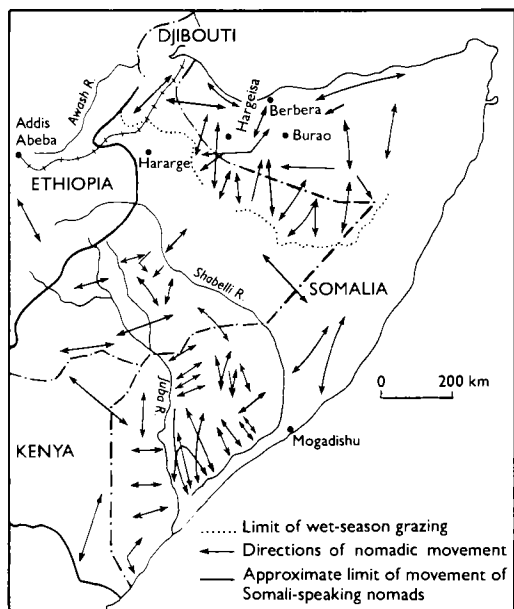 DJIBOUTI
Awash R.
Hargeisa
Berbera
Addis
Abeba
Burao
Hararge
ETHIOPIA
Shabelli R.
SOMALIA
0 200 km
Juba R.
KENYA
Mogadishu
Limit of wet-season grazing
Directions of nomadic movement
Approximate limit of movement of
Somali-speaking nomads